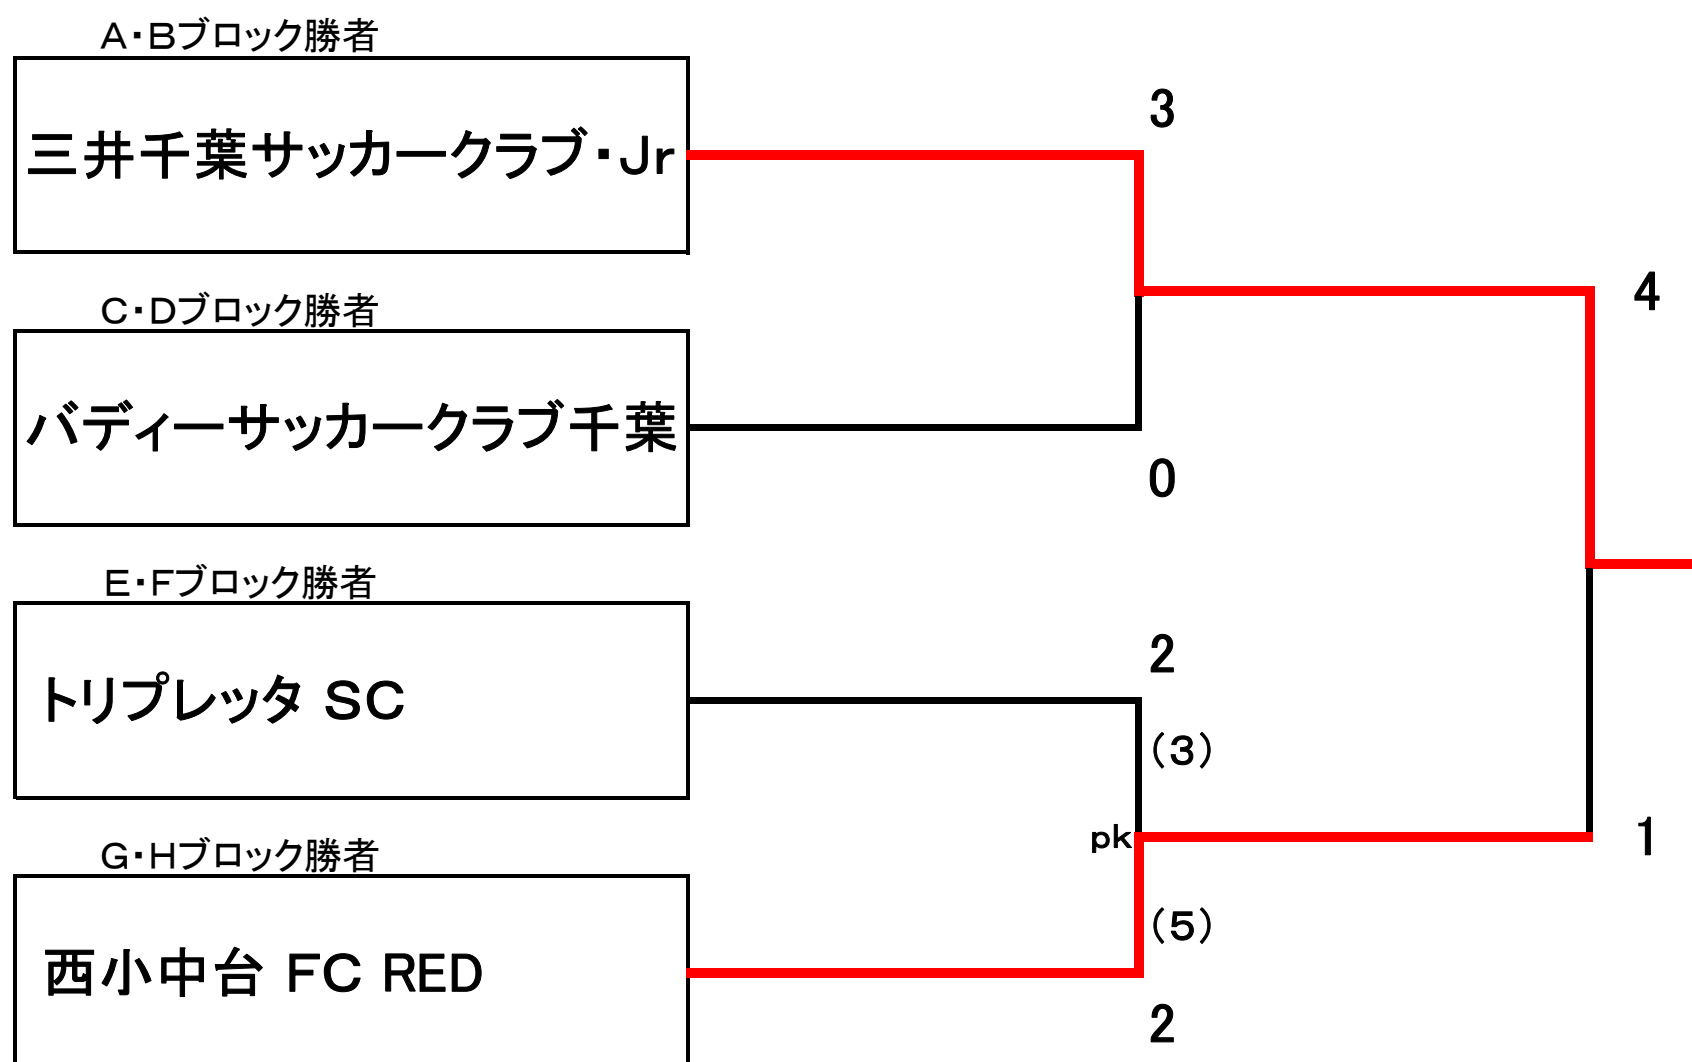 A・Bブロック勝者
三井千葉サッカークラブ・Jr
3
4
C・Dブロック勝者
バディーサッカークラブ千葉
0
E・Fブロック勝者
トリプレッタ SC
2
(3)
pk
1
G・Hブロック勝者
(5)
西小中台 FC RED
2